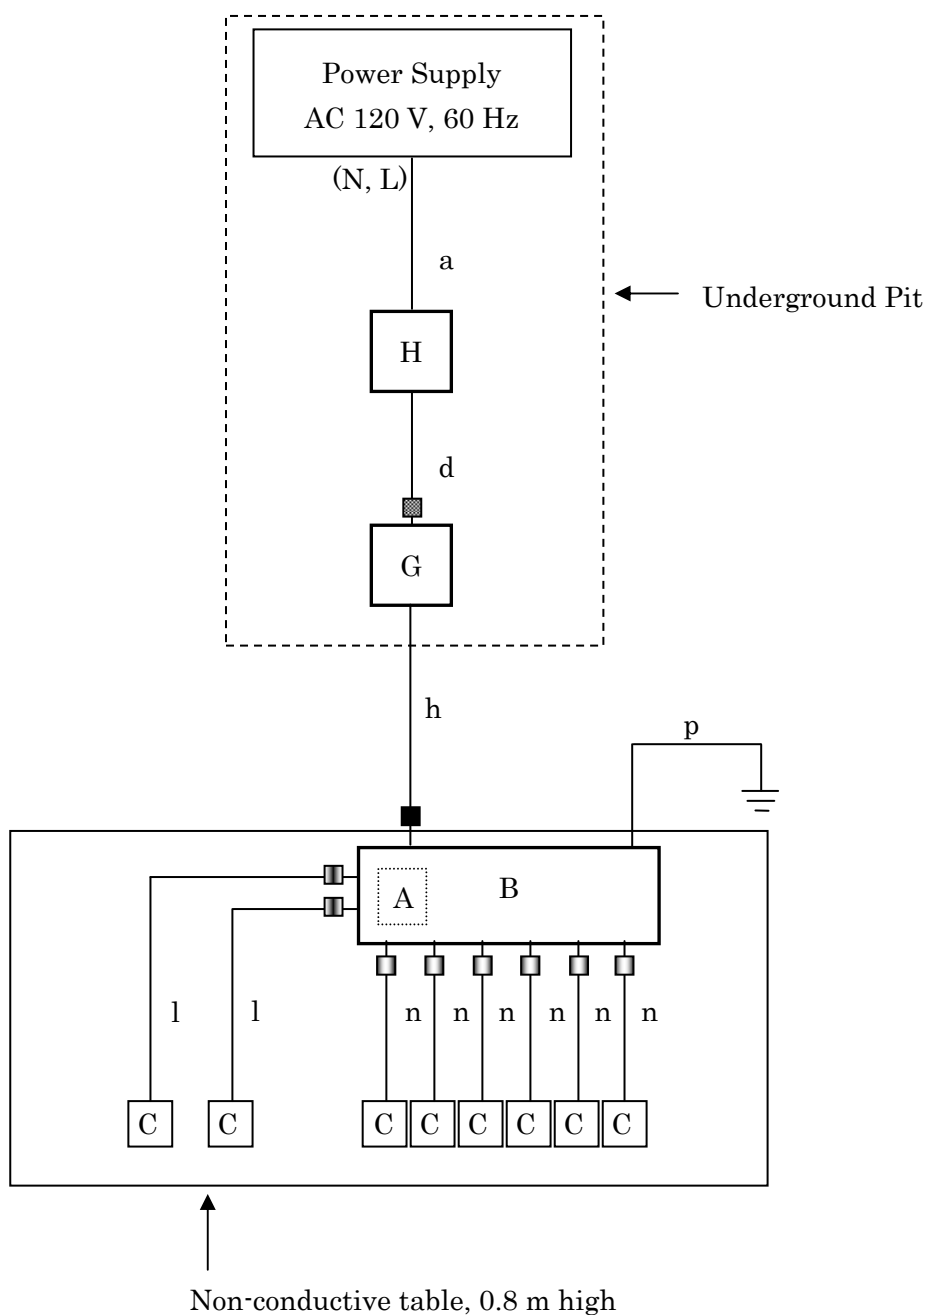 Power Supply
AC 120 V, 60 Hz
(N, L)
a
Underground Pit
H
d
G
h
p
A B
l l n n n n n n
C C C C C C C C
Non-conductive table, 0.8 m high